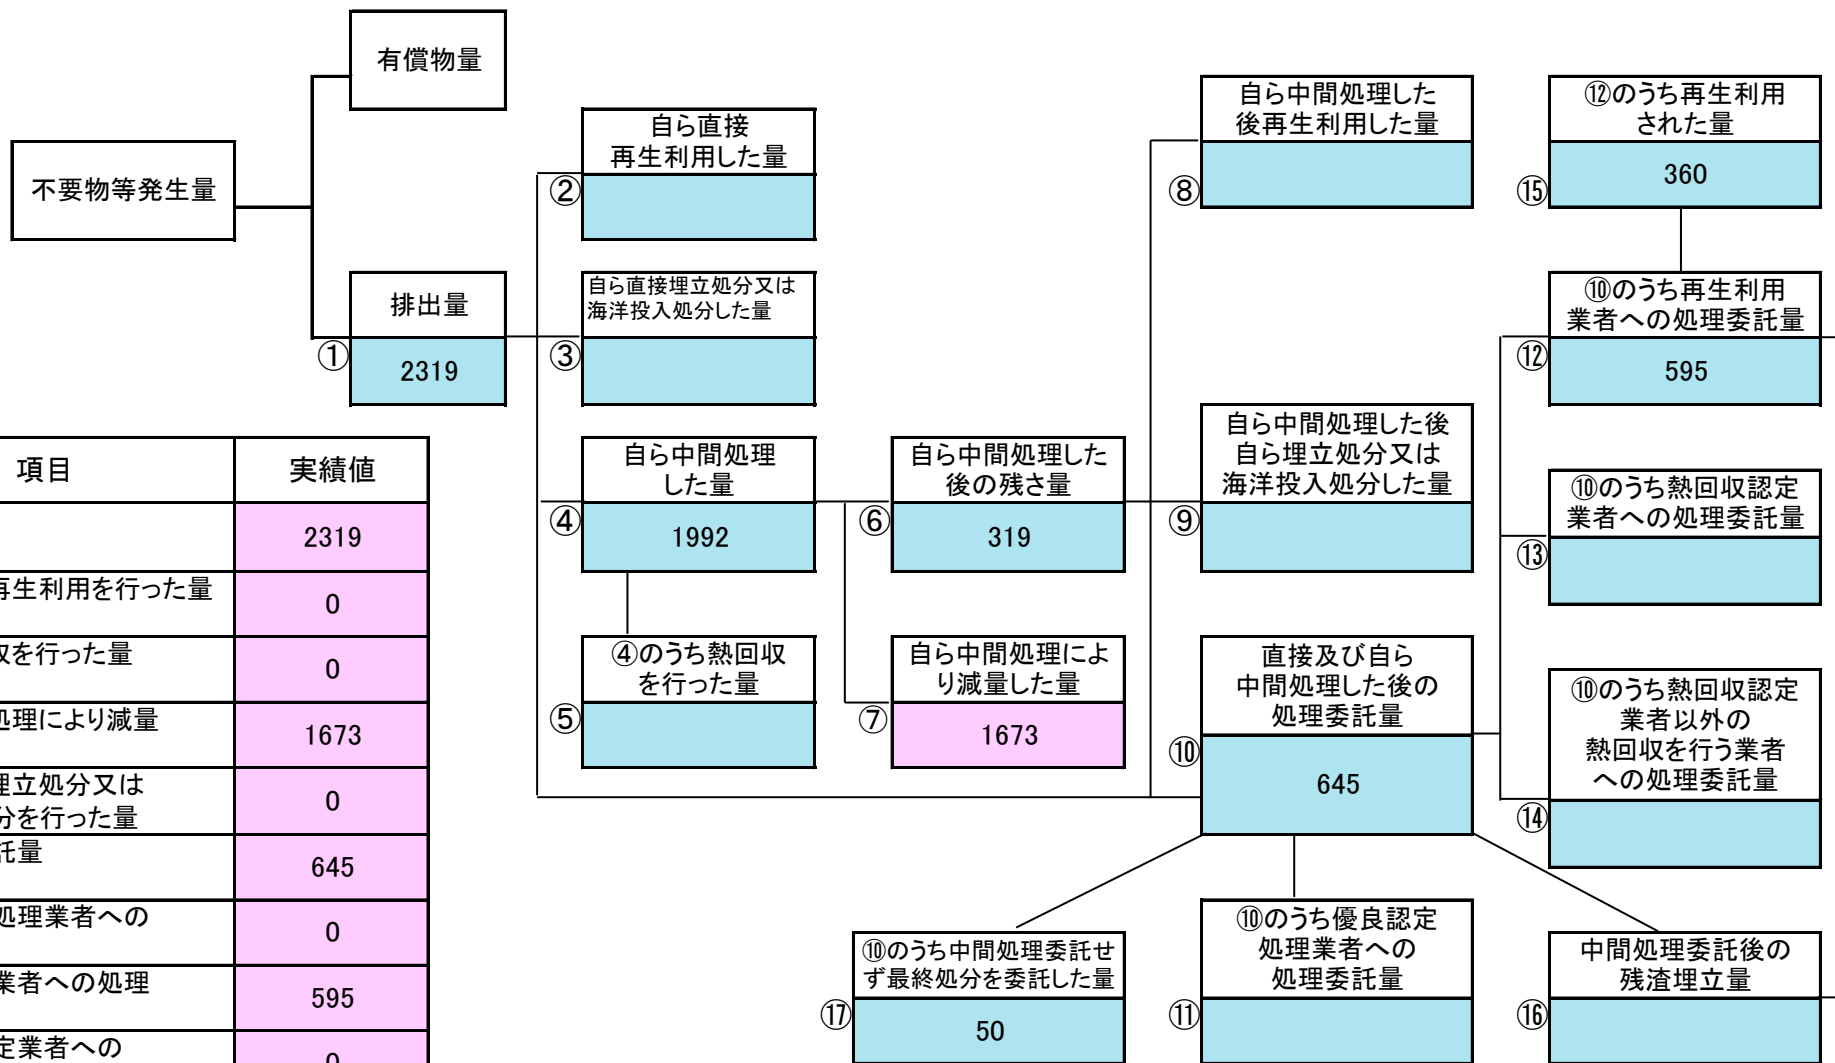 有償物量
不要物等発生量
排出量
①
2319
自ら直接
再生利用した量
②
自ら直接埋立処分又は
海洋投入処分した量
③
自ら中間処理
した量
④
1992
④のうち熱回収
を行った量
⑤
自ら中間処理した
後の残さ量
⑥
319
自ら中間処理によ
り減量した量
⑦
1673
自ら中間処理した
後再生利用した量
⑧
自ら中間処理した後
自ら埋立処分又は
海洋投入処分した量
⑨
直接及び自ら
中間処理した後の
処理委託量
⑩
645
⑫のうち再生利用
された量
⑮
360
⑩のうち再生利用
業者への処理委託量
⑫
595
⑩のうち熱回収認定
業者への処理委託量
⑬
⑩のうち熱回収認定
業者以外の
熱回収を行う業者
への処理委託量
⑭
⑩のうち中間処理委託せ
ず最終処分を委託した量
⑰
50
⑩のうち優良認定
処理業者への
処理委託量
⑪
中間処理委託後の
残渣埋立量
⑯
項目 実績値
2319
再生利用を行った量
0
収を行った量
0
処理により減量
1673
埋立処分又は
分を行った量
0
託量
645
処理業者への
0
業者への処理
595
定業者への
0